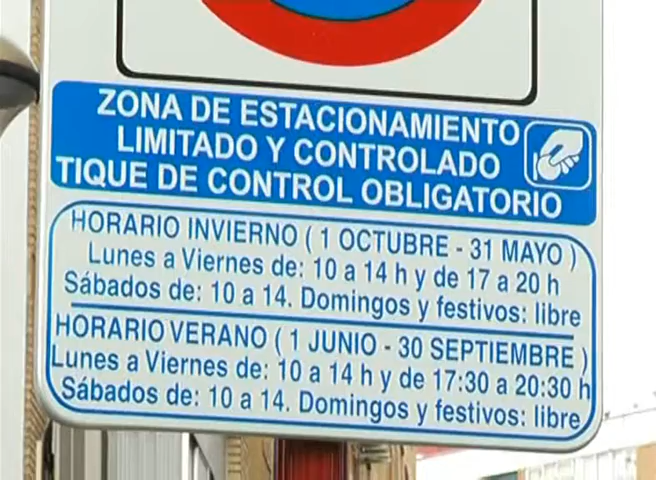 ZONA DE ESTACIONAMIENTO
LIMITADO Y CONTROLADO
TIQUE DE CONTROL OBLIGATORIO
HORARIO INVIERNO ( 1 OCTUBRE - 31 MAYO )
Lunes a Viernes de: 10 a 14 h y de 17 a 20 h
Sábados de: 10 a 14. Domingos y festivos: libre
HORARIO VERANO ( 1 JUNIO - 30 SEPTIEMBRE )
Lunes a Viernes de: 10 a 14 h y de 17:30 a 20:30 h
Sábados de: 10 a 14. Domingos y festivos: libre